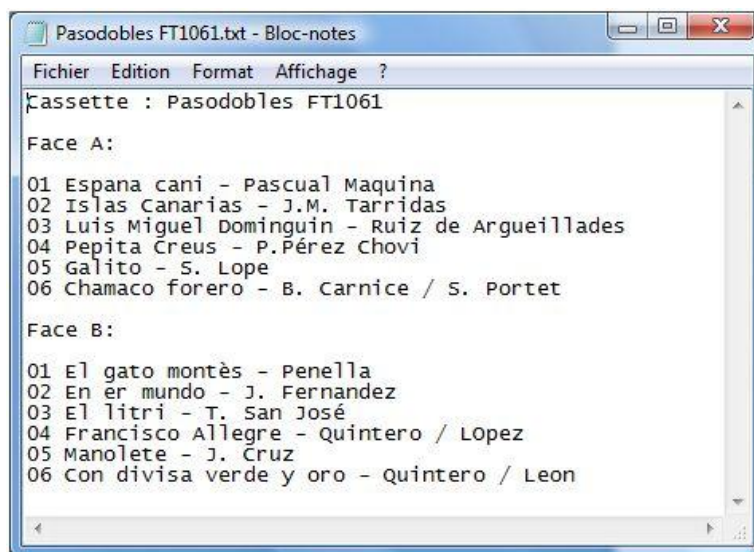 Pasodobles FT1061.txt - Bloc-notes
Fichier Edition Format Affichage ?
Cassette : Pasodobles FT1061
Face A:
01 Espana cani - Pascual Maquina
02 Islas Canarias - J.M. Tarridas
03 Luis Miguel Dominguin - Ruiz de Argueillades
04 Pepita Creus - P.Pérez Chovi
05 Galito - S. Lope
06 Chamaco forero - B. Carnice / S. Portet
Face B:
01 El gato montès - Penella
02 En er mundo - J. Fernandez
03 El litri - T. San José
04 Francisco Allegre - Quintero / LOpez
05 Manolete - J. Cruz
06 Con divisa verde y oro - Quintero / Leon